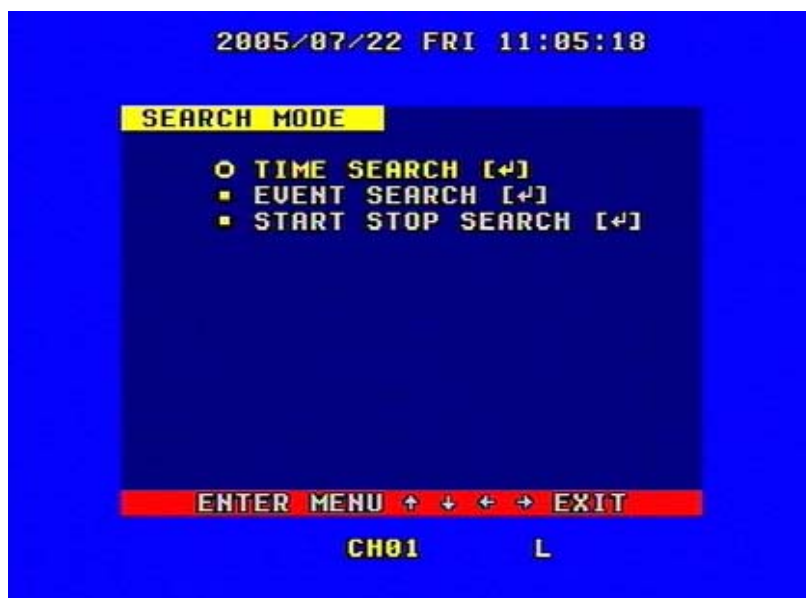 2005/07/22 FRI 11:05:18
SEARCH MODE
TIME SEARCH [↵]
EVENT SEARCH [↵]
START STOP SEARCH [↵]
ENTER MENU ↑ ↓ ← → EXIT
CH01 L